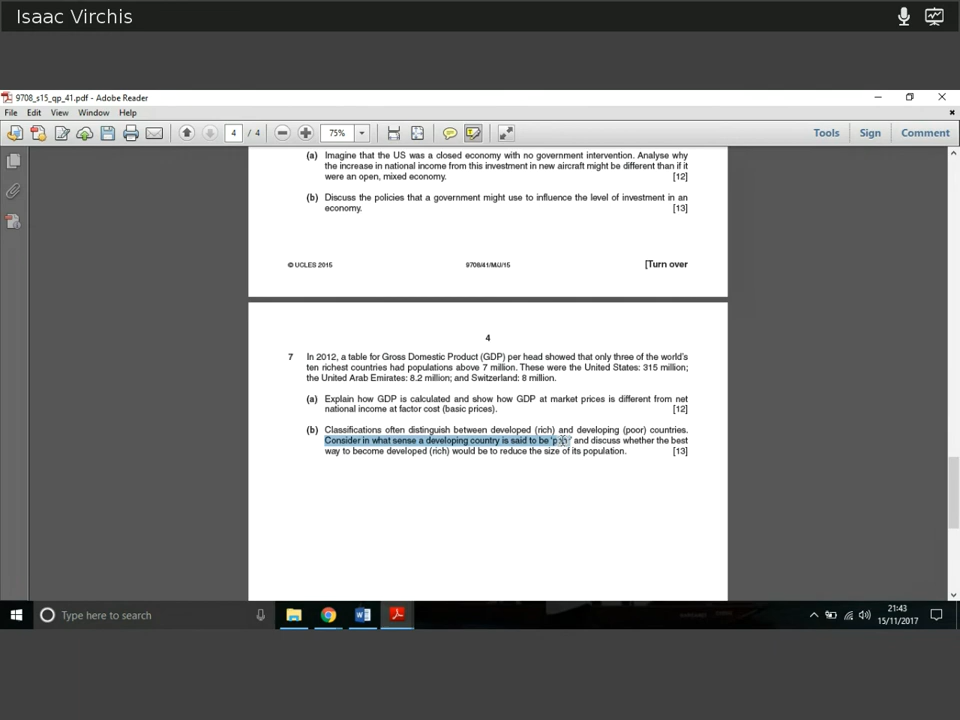 Isaac Virchis
9708_s15_qp_41.pdf - Adobe Reader
File Edit View Window Help
4 / 4 75% Tools Sign Comment
(a) Imagine that the US was a closed economy with no government intervention. Analyse why
the increase in national income from this investment in new aircraft might be different than if it
were an open, mixed economy. [12]
(b) Discuss the policies that a government might use to influence the level of investment in an
economy. [13]
© UCLES 2015 9708/41/M/J/15 [Turn over
4
7 In 2012, a table for Gross Domestic Product (GDP) per head showed that only three of the world's
ten richest countries had populations above 7 million. These were the United States: 315 million;
the United Arab Emirates: 8.2 million; and Switzerland: 8 million.
(a) Explain how GDP is calculated and show how GDP at market prices is different from net
national income at factor cost (basic prices). [12]
(b) Classifications often distinguish between developed (rich) and developing (poor) countries.
Consider in what sense a developing country is said to be and discuss whether the best
way to become developed (rich) would be to reduce the size of its population. [13]
Type here to search
21:43
15/11/2017